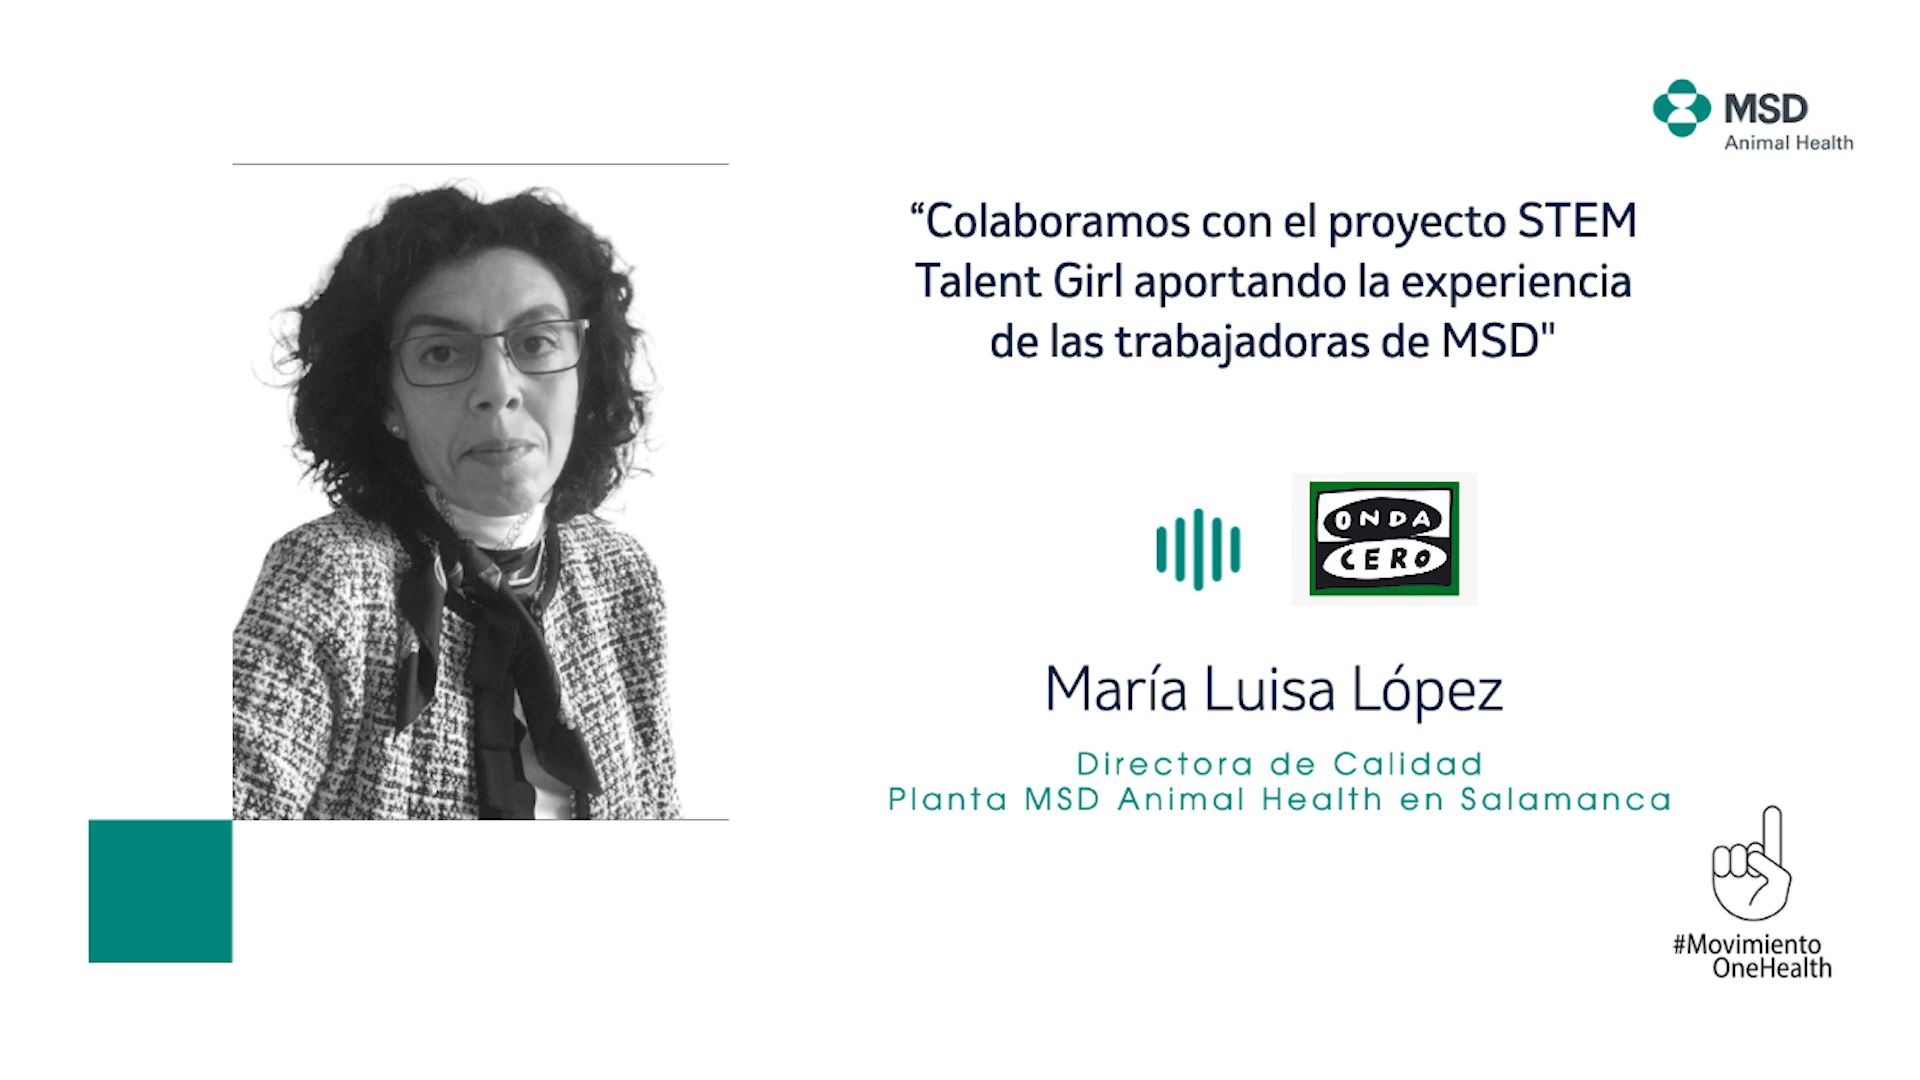 MSD
Animal Health
“Colaboramos con el proyecto STEM
Talent Girl aportando la experiencia
de las trabajadoras de MSD"
ONDA
CERO
María Luisa López
Directora de Calidad
Planta MSD Animal Health en Salamanca
#Movimiento
OneHealth